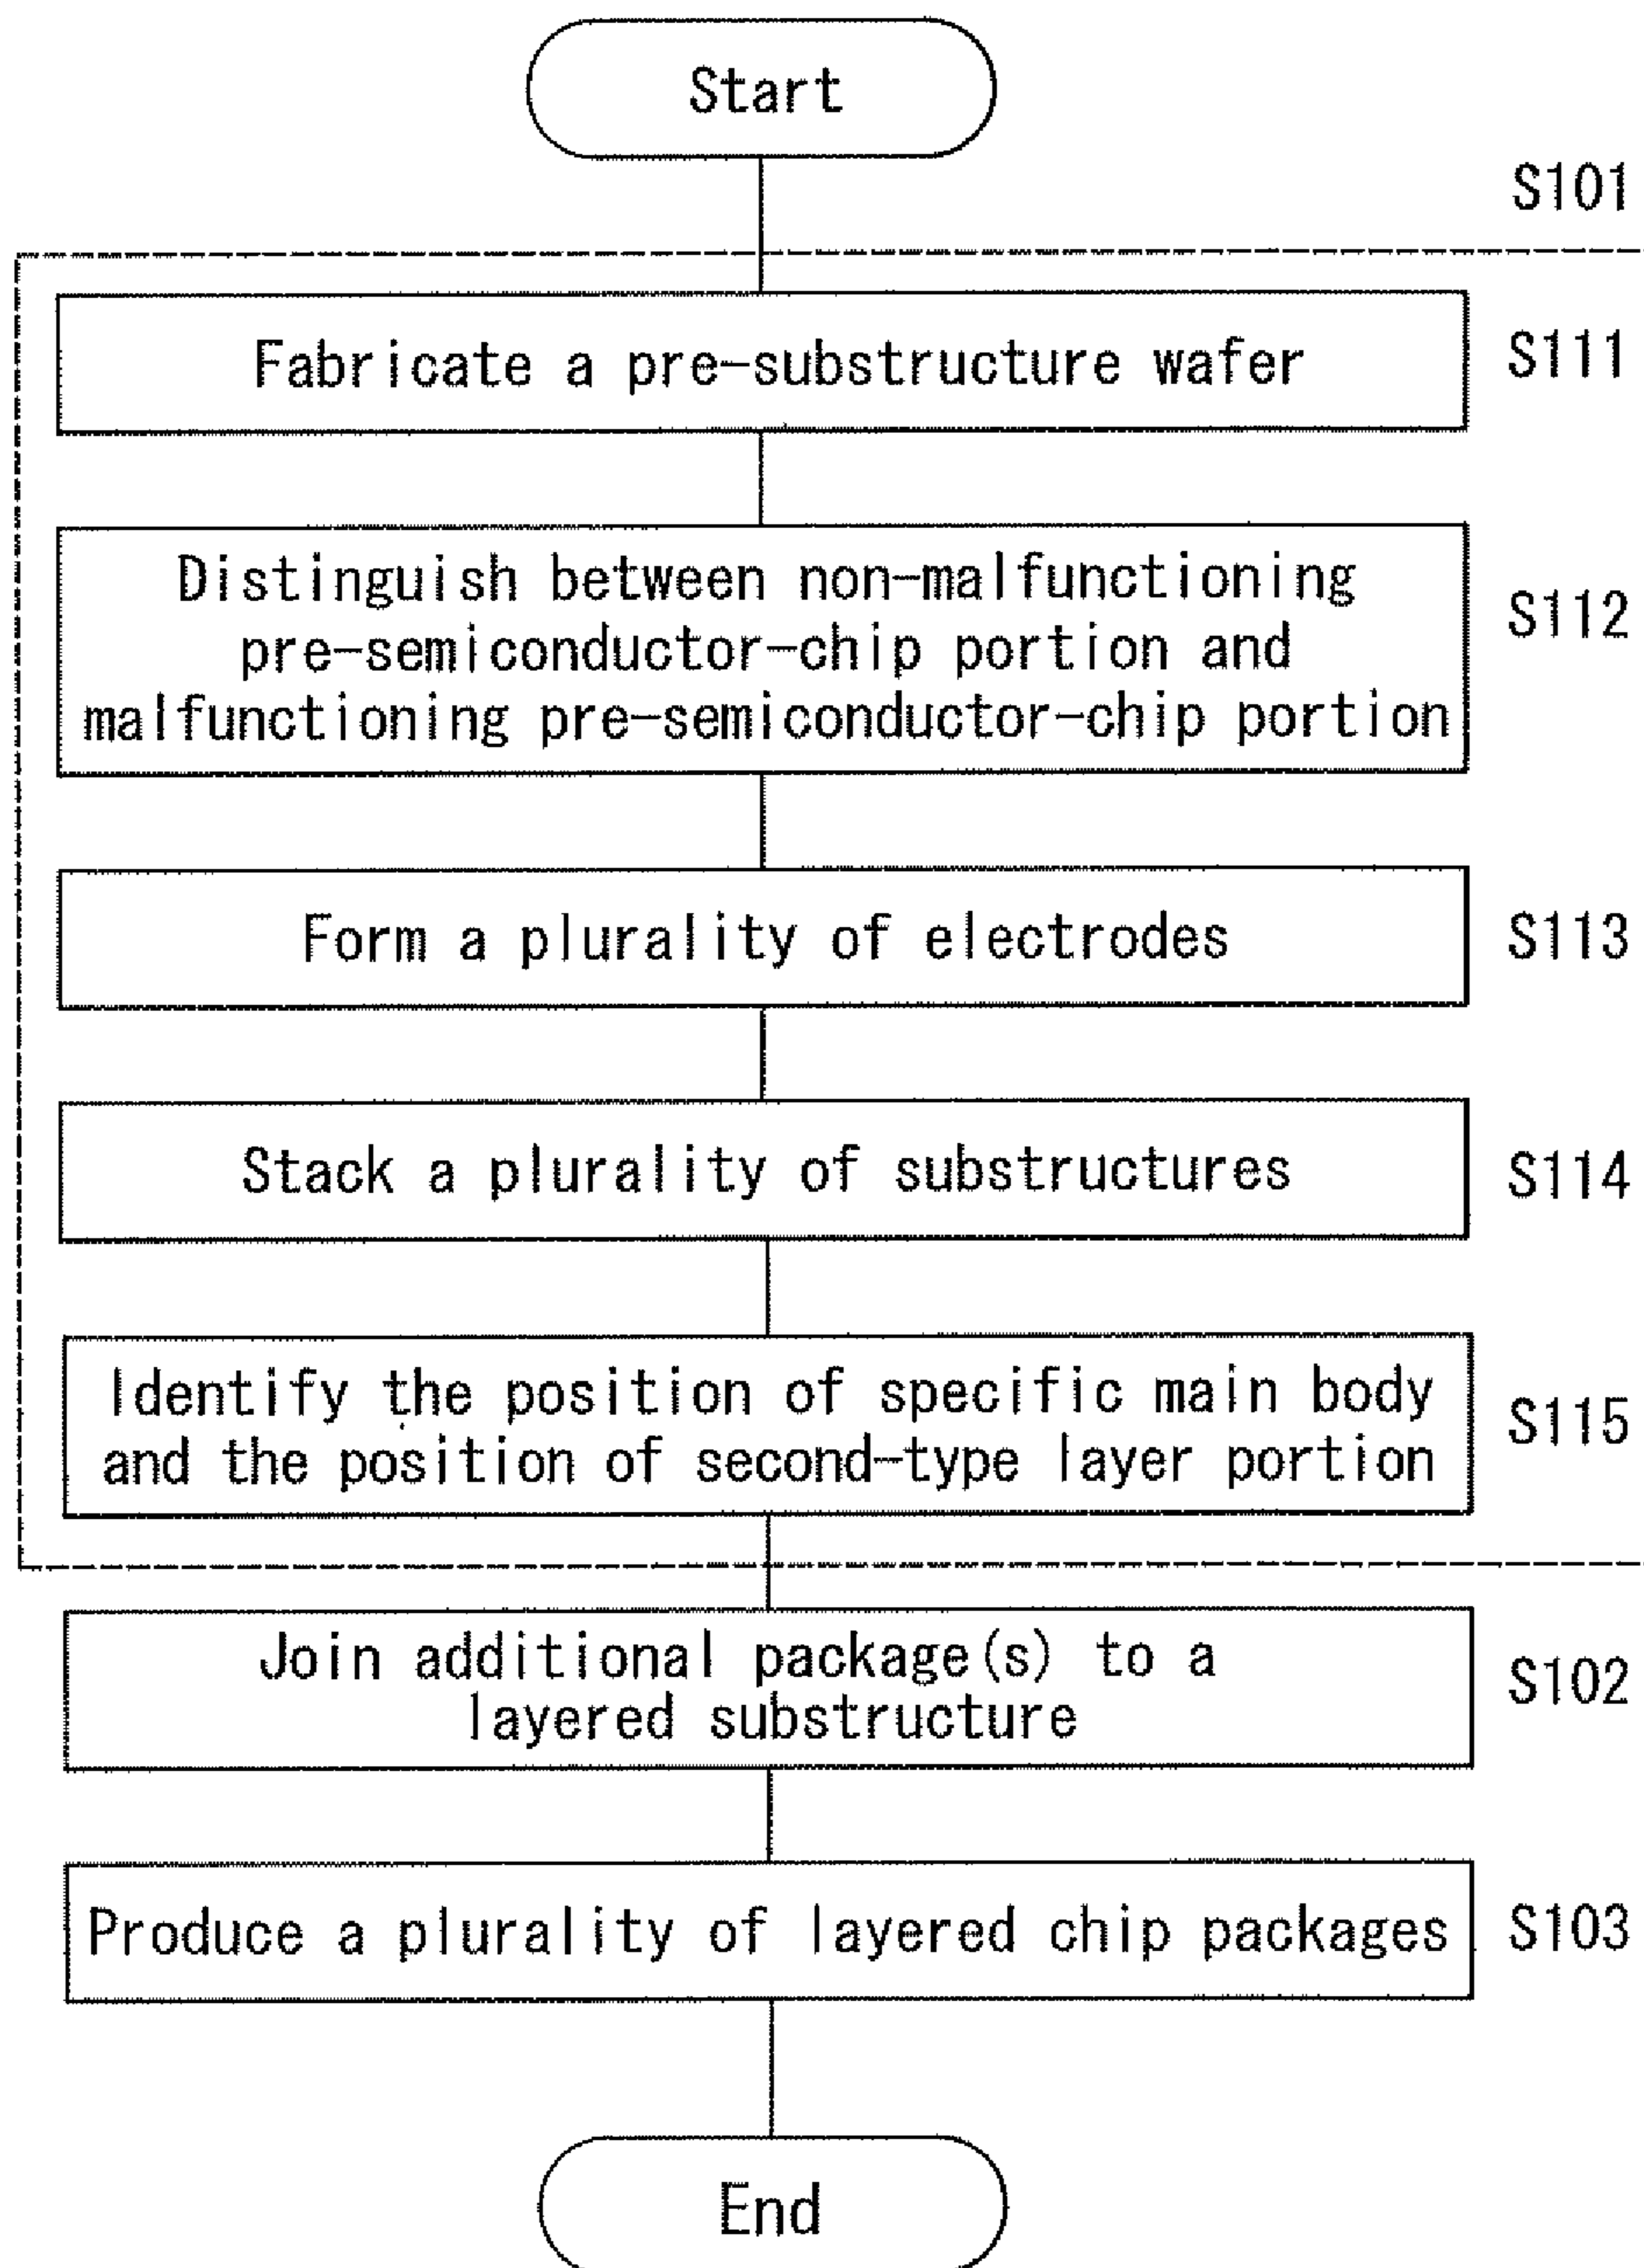 Start
S101
Fabricate a pre-substructure wafer
S111
Distinguish between non-malfunctioning
pre-semiconductor-chip portion and
malfunctioning pre-semiconductor-chip portion
S112
Form a plurality of electrodes
S113
Stack a plurality of substructures
S114
Identify the position of specific main body
and the position of second-type layer portion
S115
Join additional package(s) to a
layered substructure
S102
Produce a plurality of layered chip packages
S103
End